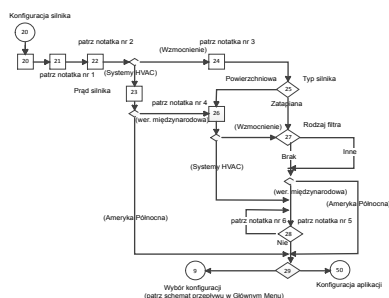 Konfiguracja silnika
20
patrz notatka nr 2
patrz notatka nr 3
(Wzmocnienie)
20
21
22
24
patrz notatka nr 1
(Systemy HVAC)
Powierzchniowa
Typ silnika
23
25
Prąd silnika
patrz notatka nr 4
Zatapiana
26
(wer. międzynarodowa)
(Wzmocnienie)
Rodzaj filtra
27
Inne
Brak
(Systemy HVAC)
(wer. międzynarodowa)
(Ameryka Północna)
(Ameryka Północna)
patrz notatka nr 6
patrz notatka nr 5
28
Nie
9
29
50
Wybór konfiguracji
Konfiguracja aplikacji
(patrz schemat przepływu w Głównym Menu)